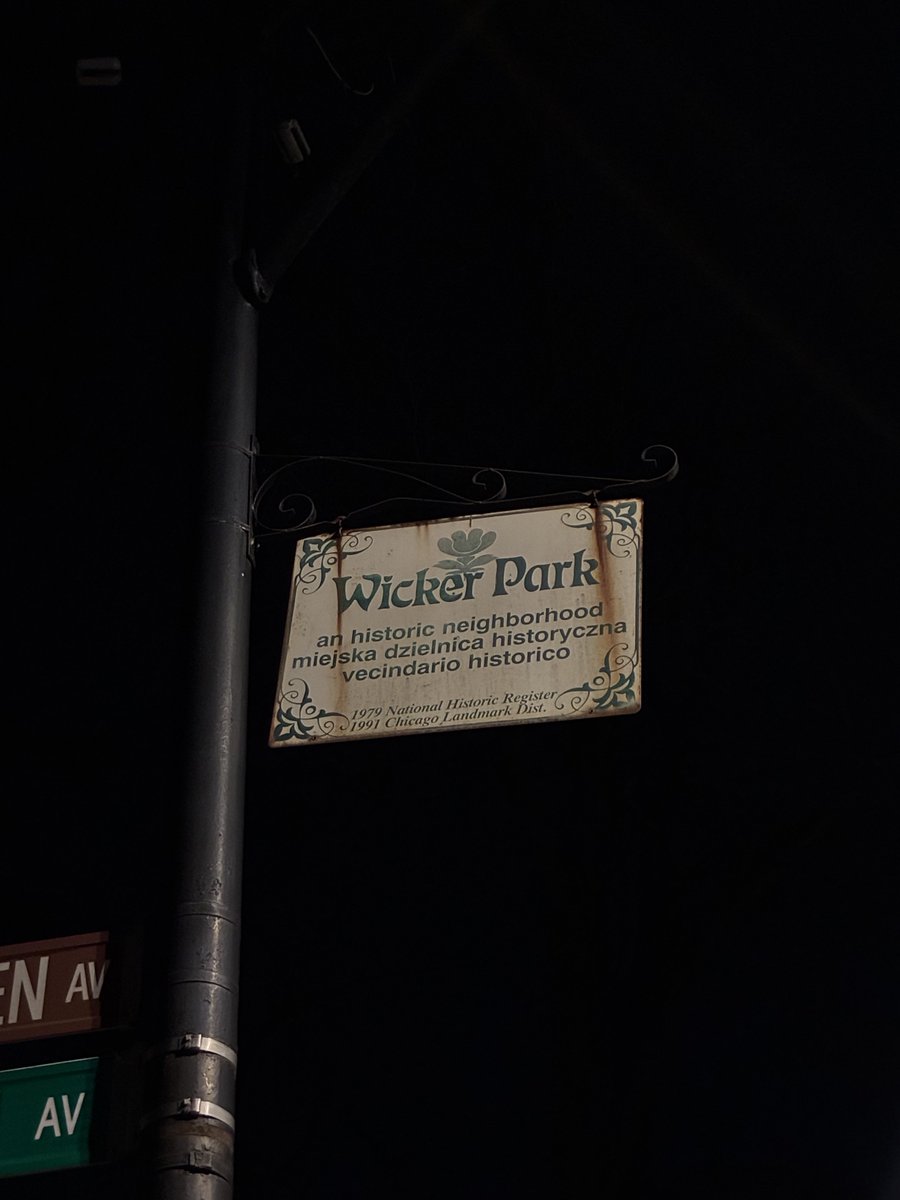 Wicker Park
an historic neighborhood
miejska dzielnica historyczna
vecindario historico
1979 National Historic Register
1991 Chicago Landmark Dist.
EN AV
AV